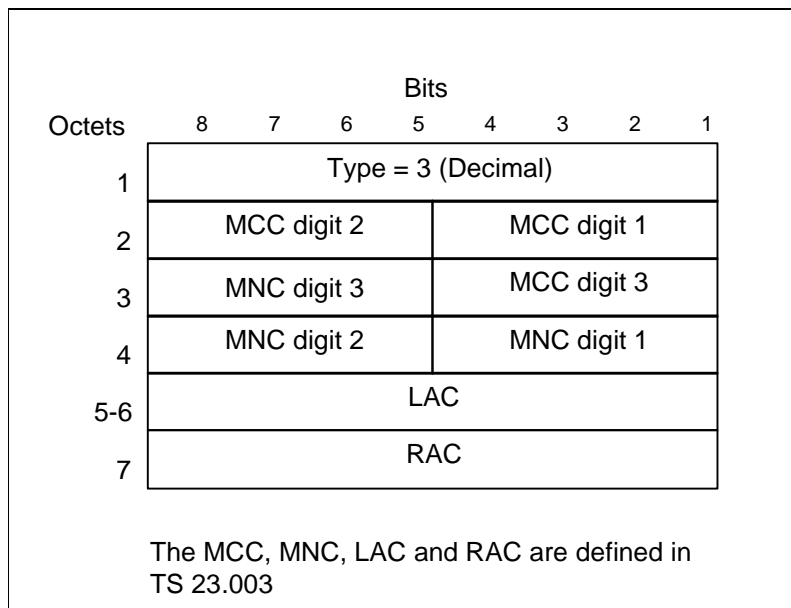 Bits
Octets 8 7 6 5 4 3 2 1
1 Type = 3 (Decimal)
2 MCC digit 2 MCC digit 1
3 MNC digit 3 MCC digit 3
4 MNC digit 2 MNC digit 1
5-6 LAC
7 RAC
The MCC, MNC, LAC and RAC are defined in
TS 23.003